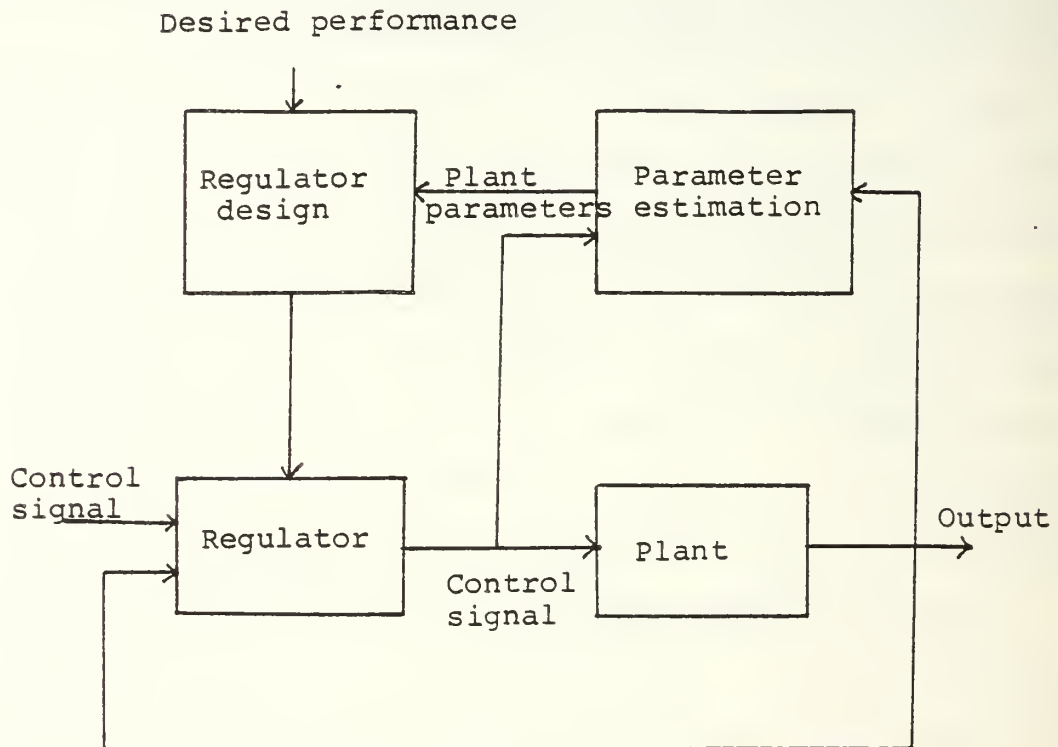 Desired performance
Regulator
design
Plant
parameters
Parameter
estimation
Control
signal
Regulator
Control
signal
Plant
Output